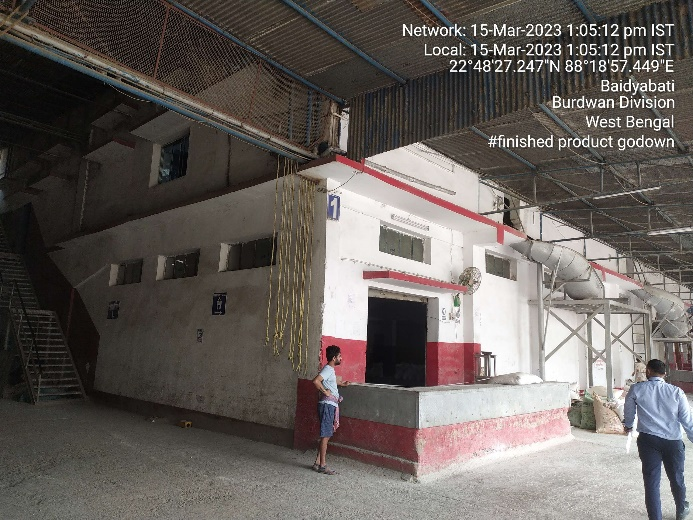 Network: 15-Mar-2023 1:05:12 pm IST
Local: 15-Mar-2023 1:05:12 pm IST
22°48'27.247"N 88°18'57.449"E
Baidyabati
Burdwan Division
West Bengal
#finished product godown
1